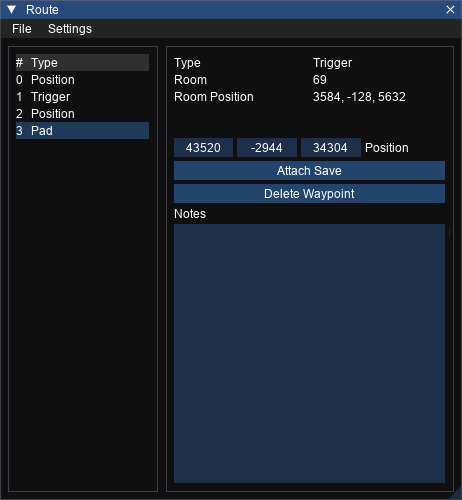 Route
File Settings
# Type
0 Position
1 Trigger
2 Position
3 Pad
Type Trigger
Room 69
Room Position 3584, -128, 5632
43520 -2944 34304 Position
Attach Save
Delete Waypoint
Notes